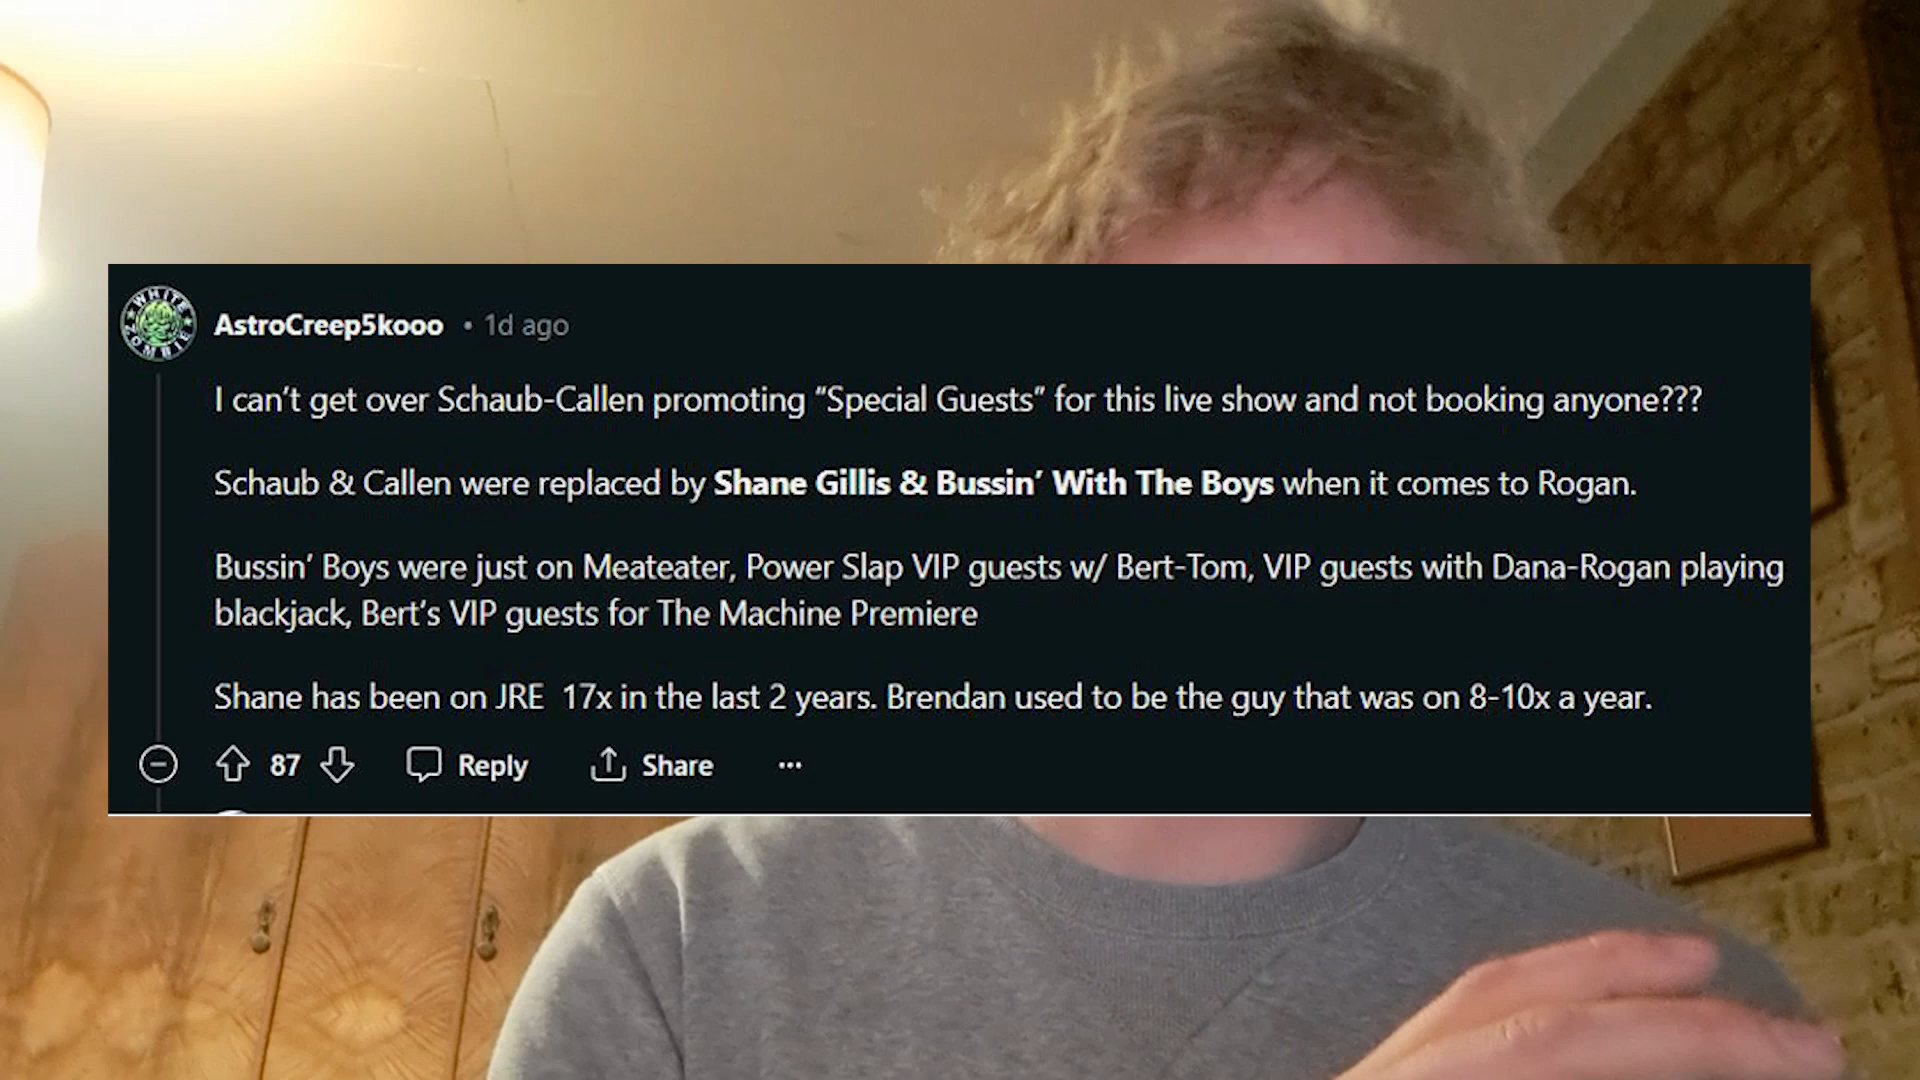 WHITE ZOMBIE
AstroCreep5kooo • 1d ago
I can't get over Schaub-Callen promoting "Special Guests" for this live show and not booking anyone???
Schaub & Callen were replaced by Shane Gillis & Bussin' With The Boys when it comes to Rogan.
Bussin' Boys were just on Meateater, Power Slap VIP guests w/ Bert-Tom, VIP guests with Dana-Rogan playing
blackjack, Bert's VIP guests for The Machine Premiere
Shane has been on JRE 17x in the last 2 years. Brendan used to be the guy that was on 8-10x a year.
87 Reply Share ...